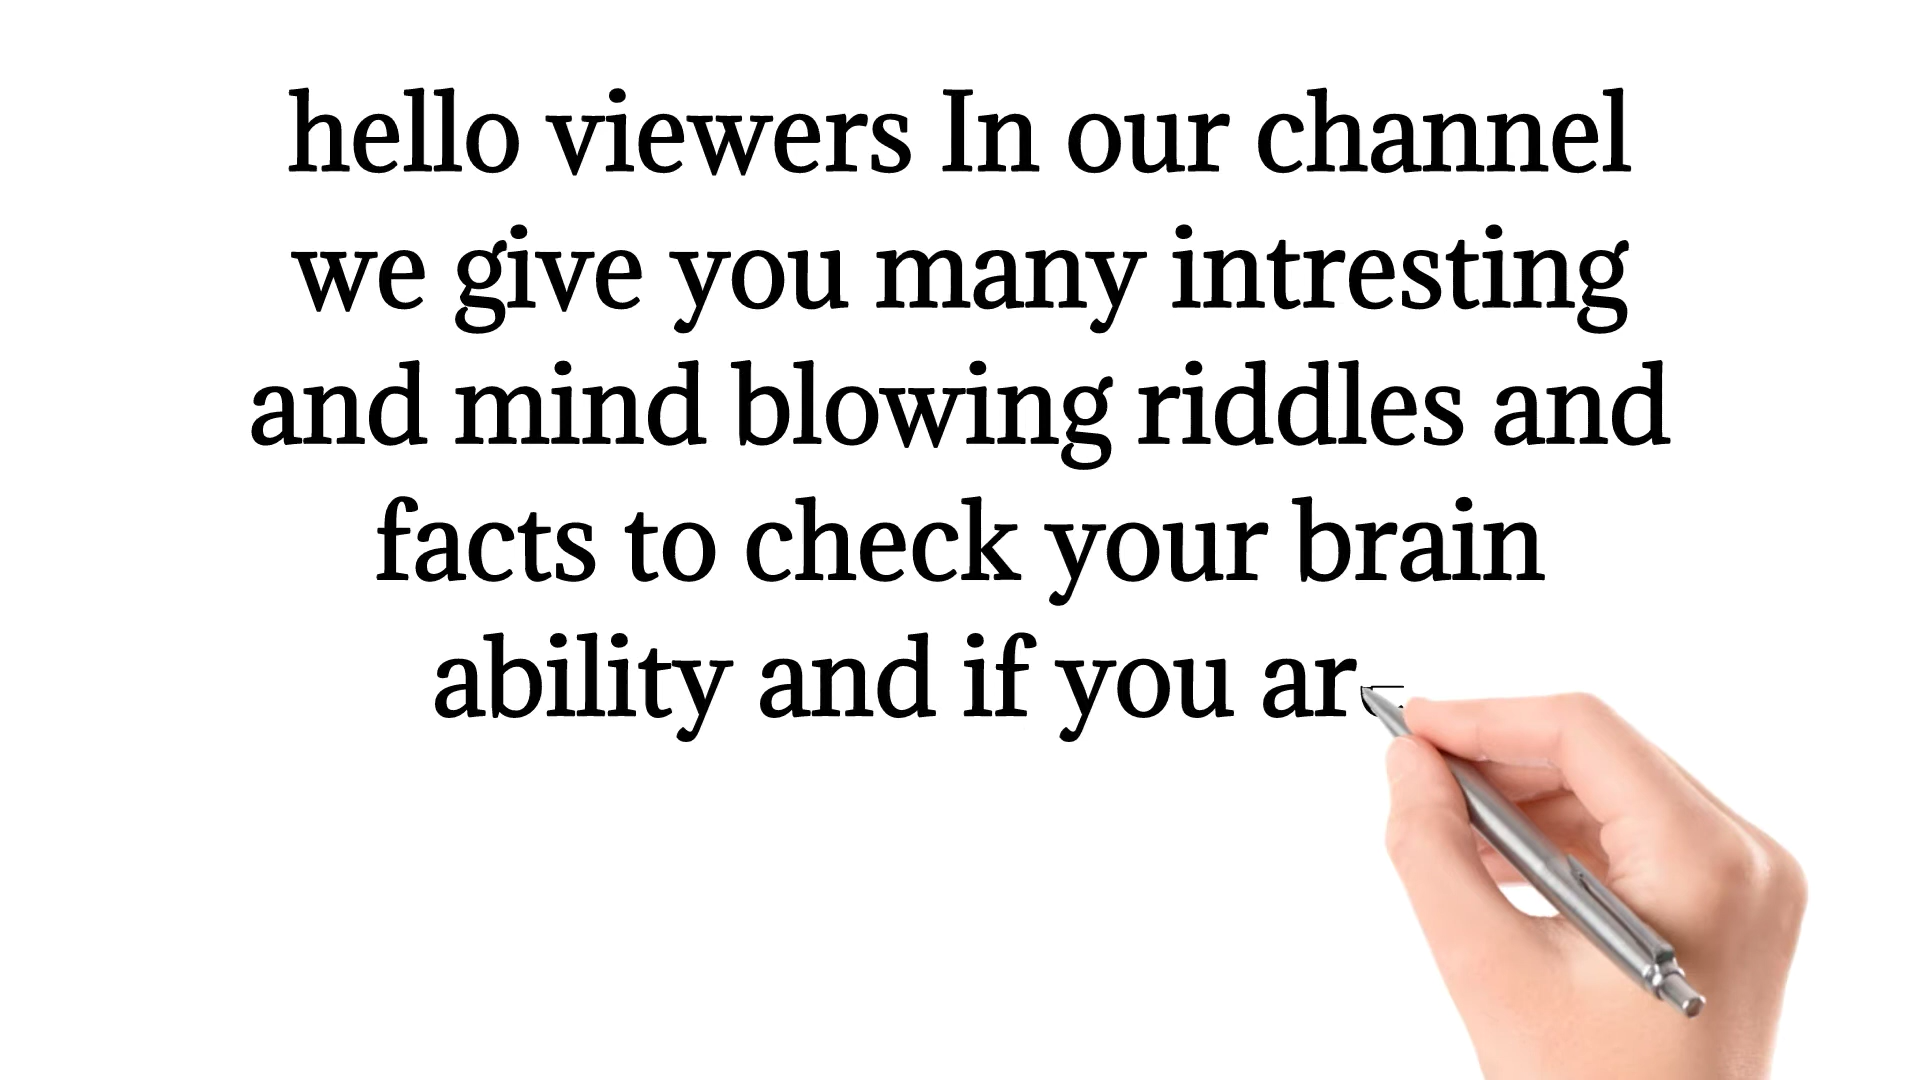 hello viewers In our channel
we give you many intresting
and mind blowing riddles and
facts to check your brain
ability and if you are